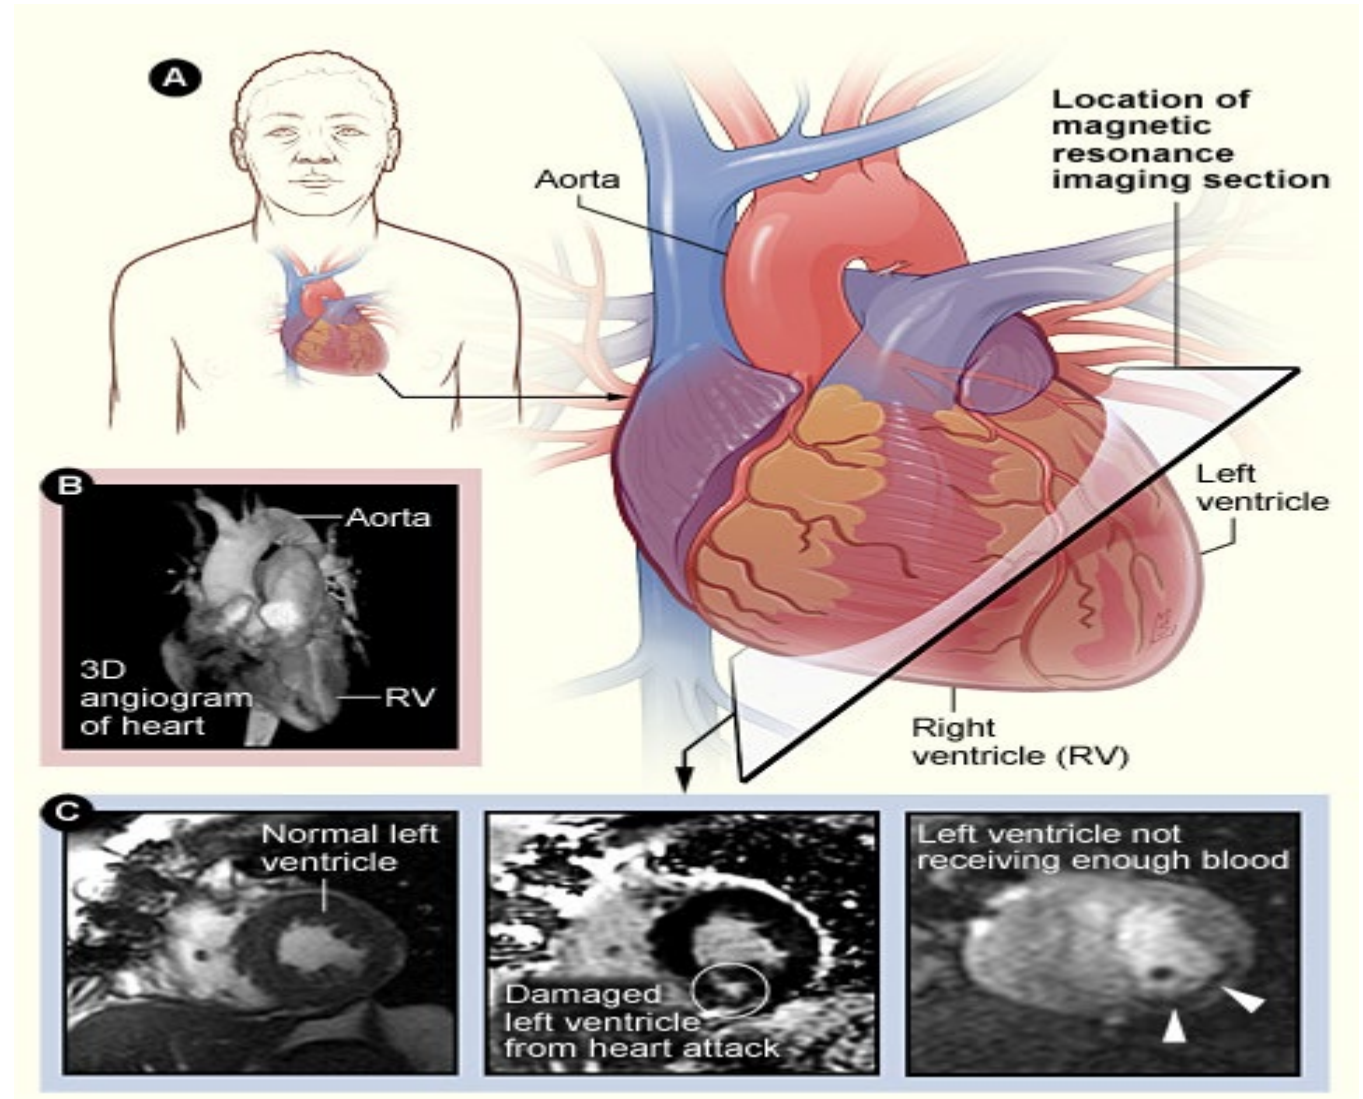 A
Aorta
Location of
magnetic
resonance
imaging section
Left
ventricle
Right
ventricle (RV)
B
Aorta
3D
angiogram
of heart
RV
C
Normal left
ventricle
Damaged
left ventricle
from heart attack
Left ventricle not
receiving enough blood